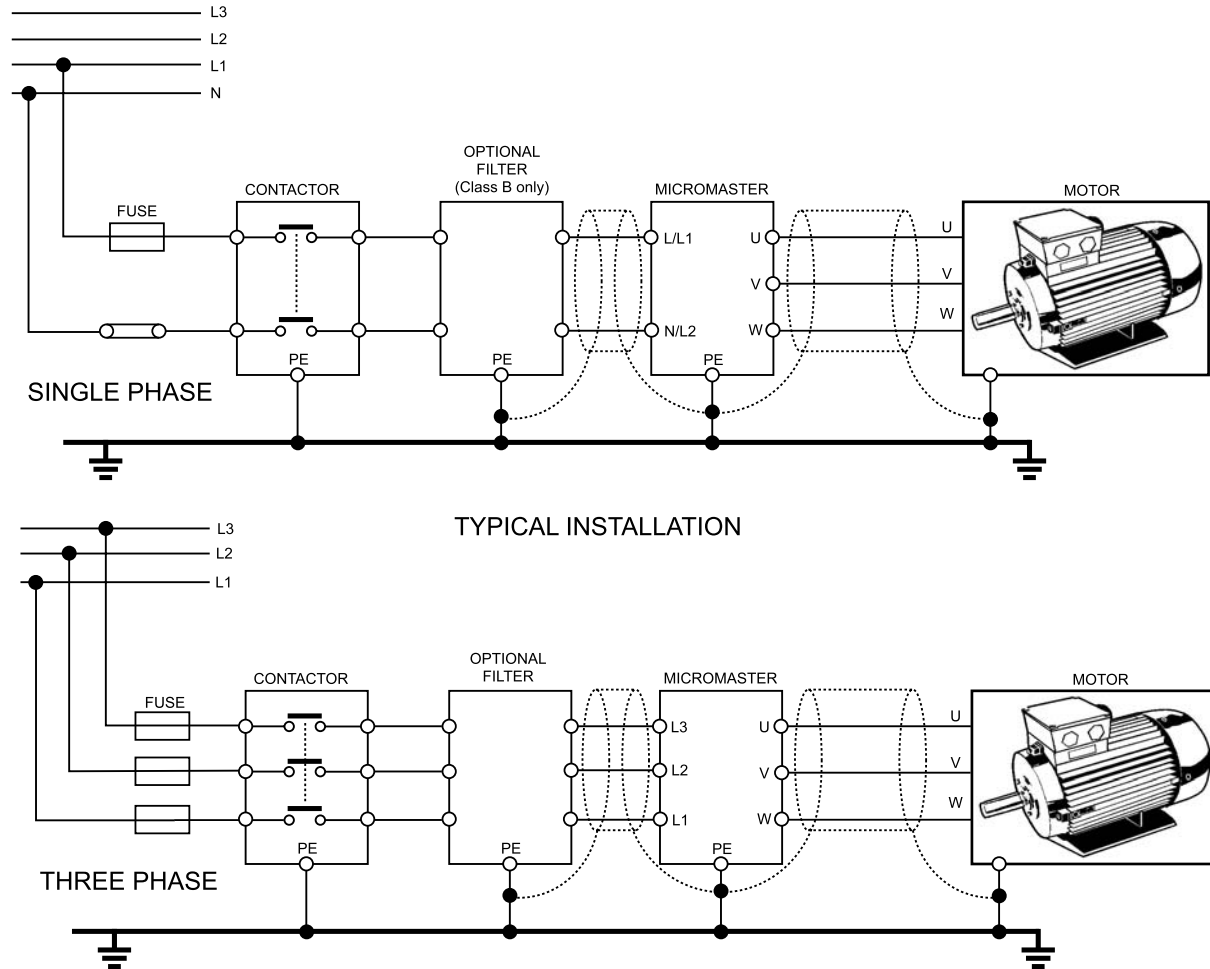 L3
L2
L1
N
OPTIONAL
FILTER
(Class B only)
CONTACTOR
MICROMASTER
MOTOR
FUSE
L/L1
U
U
V
V
N/L2
W
W
PE
PE
PE
SINGLE PHASE
TYPICAL INSTALLATION
L3
L2
L1
OPTIONAL
FILTER
CONTACTOR
MICROMASTER
MOTOR
FUSE
L3
U
U
L2
V
V
L1
W
W
PE
PE
PE
THREE PHASE